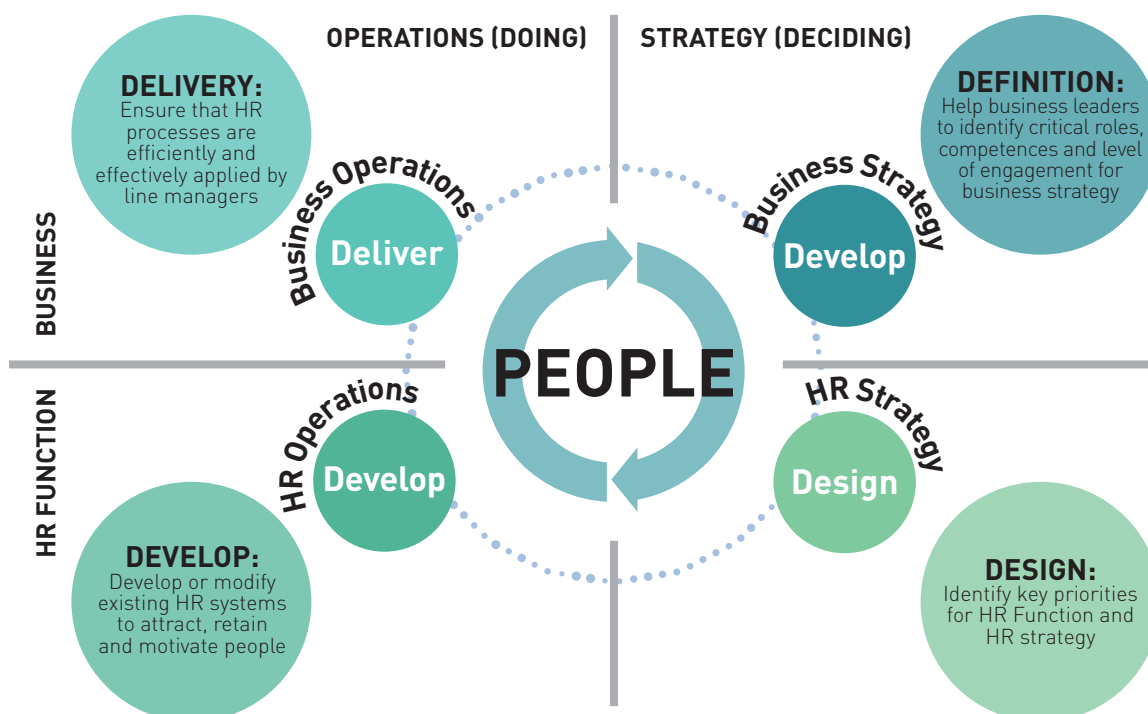 OPERATIONS (DOING)
STRATEGY (DECIDING)
BUSINESS
DELIVERY:
Ensure that HR
processes are
efficiently and
effectively applied by
line managers
Business Operations
Deliver
DEFINITION:
Help business leaders
to identify critical roles,
competences and level
of engagement for
business strategy
Business Strategy
Develop
PEOPLE
HR FUNCTION
HR Operations
Develop
DEVELOP:
Develop or modify
existing HR systems
to attract, retain
and motivate people
HR Strategy
Design
DESIGN:
Identify key priorities
for HR Function and
HR strategy